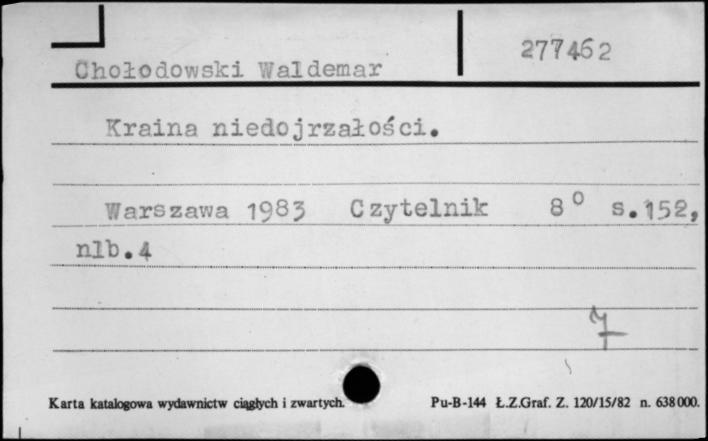 277462
Chołodowski Waldemar
Kraina niedojrzałości.
Warszawa 1983 Czytelnik 8° s.152,
nlb.4
7
Karta katalogowa wydawnictw ciągłych i zwartych. Pu-B-144 Ł.Z.Graf. Z. 120/15/82 n. 638000.